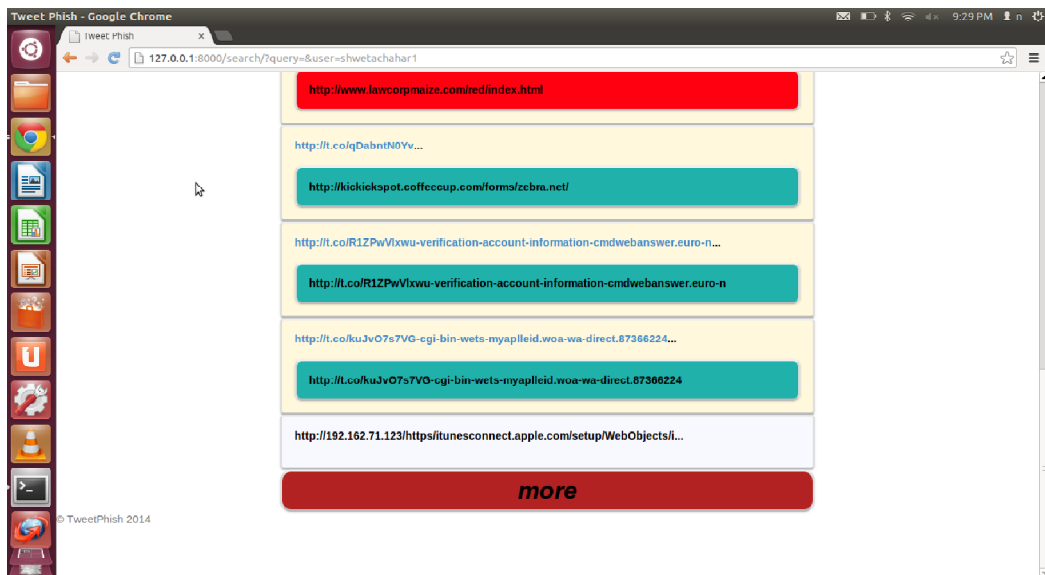 Tweet Phish - Google Chrome
9:29 PM
n
Tweet Phish
x
127.0.0.1:8000/search/?query=&user=shwetachahar1
http://www.lawcorpmaize.com/red/index.html
http://t.co/qDabntN0Yv...
http://kickickspot.coffeecup.com/forms/zebra.net/
http://t.co/R1ZPwVlxwu-verification-account-information-cmdwebanswer.euro-n...
http://t.co/R1ZPwVlxwu-verification-account-information-cmdwebanswer.euro-n
http://t.co/kuJvO7s7VG-cgi-bin-wets-myaplleid.woa-wa-direct.87366224...
http://t.co/kuJvO7s7VG-cgi-bin-wets-myaplleid.woa-wa-direct.87366224
http://192.162.71.123/https/itunesconnect.apple.com/setup/WebObjects/i...
more
© TweetPhish 2014